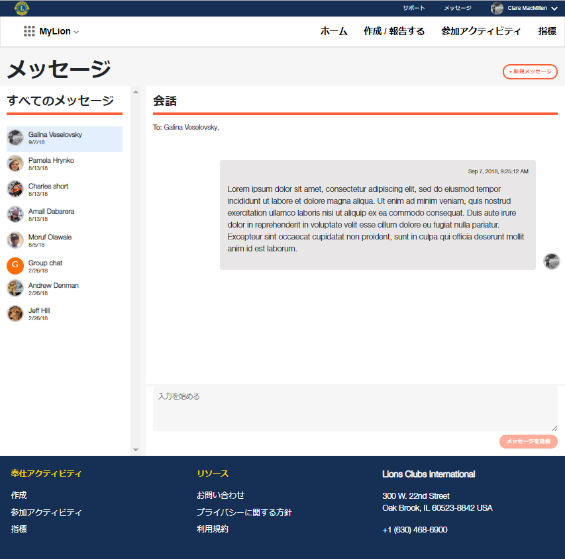 サポート
メッセージ
Clare MacMillen
MyLion
ホーム
作成 / 報告する
参加アクティビティ
指標
メッセージ
+ 新規メッセージ
すべてのメッセージ
会話
To: Galina Veselovsky,
Galina Veselovsky
9/7/18
Pamela Hrynko
8/13/18
Charles short
8/13/18
Amali Dabarera
8/13/18
Moruf Olawale
8/5/18
G
Group chat
2/26/18
Andrew Denman
2/26/18
Jeff Hill
2/26/18
Sep 7, 2018, 9:25:12 AM
Lorem ipsum dolor sit amet, consectetur adipiscing elit, sed do eiusmod tempor
incididunt ut labore et dolore magna aliqua. Ut enim ad minim veniam, quis nostrud
exercitation ullamco laboris nisi ut aliquip ex ea commodo consequat. Duis aute irure
dolor in reprehenderit in voluptate velit esse cillum dolore eu fugiat nulla pariatur.
Excepteur sint occaecat cupidatat non proident, sunt in culpa qui officia deserunt mollit
anim id est laborum.
入力を始める
メッセージを送信
奉仕アクティビティ
作成
参加アクティビティ
指標
リソース
お問い合わせ
プライバシーに関する方針
利用規約
Lions Clubs International
300 W. 22nd Street
Oak Brook, IL 60523-8842 USA
+1 (630) 468-6900